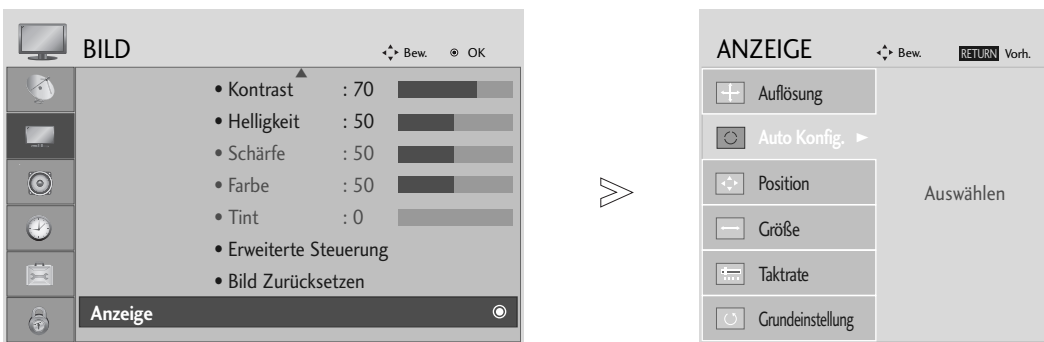 BILD
Bew. OK
• Kontrast : 70
• Helligkeit : 50
• Schärfe : 50
• Farbe : 50
• Tint : 0
• Erweiterte Steuerung
• Bild Zurücksetzen
Anzeige
ANZEIGE
Bew. RETURN Vorh.
Auflösung
Auto Konfig.
Position
Größe
Taktrate
Grundeinstellung
Auswählen